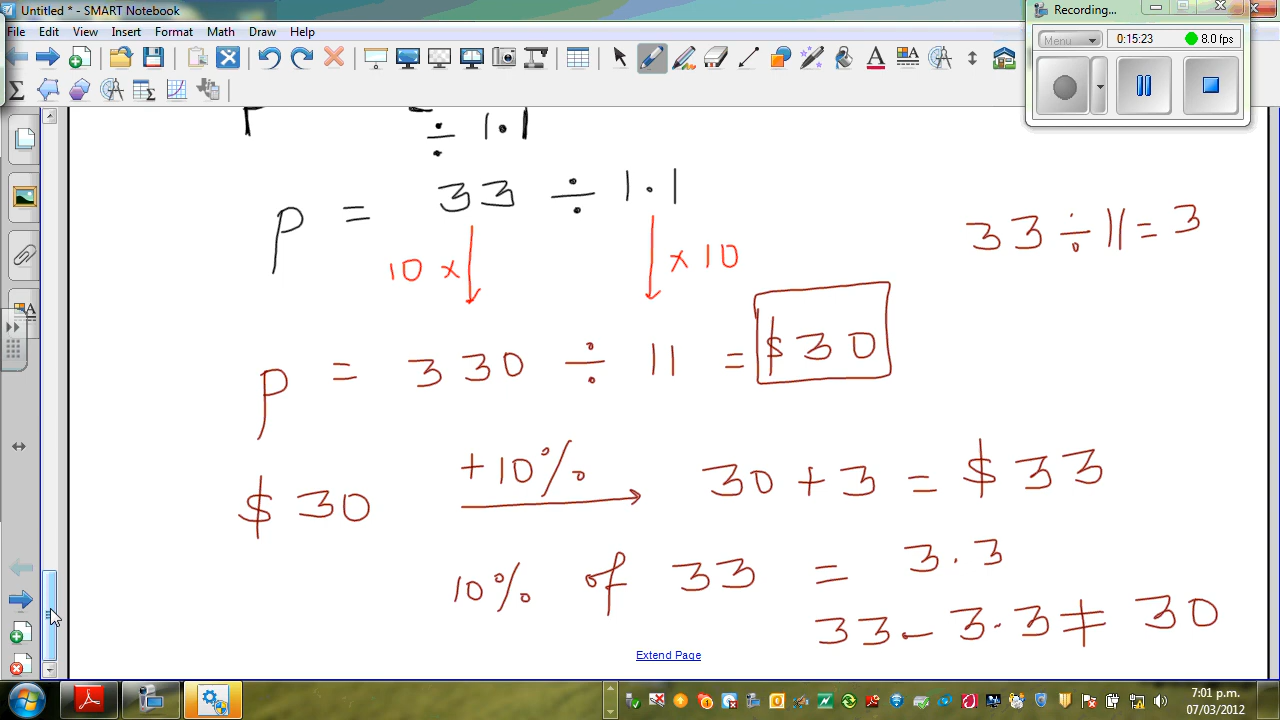 Untitled * - SMART Notebook
Recording...
File Edit View Insert Format Math Draw Help
Menu
0:15:23
8.0 fps
p
÷ 1.1
p = 33 ÷ 1.1
33 ÷ 11 = 3
10 × × 10
p = 330 ÷ 11 = $30
$30 +10% 30 + 3 = $33
10% of 33 = 3.3
33 - 3.3 ≠ 30
Extend Page
7:01 p.m.
07/03/2012